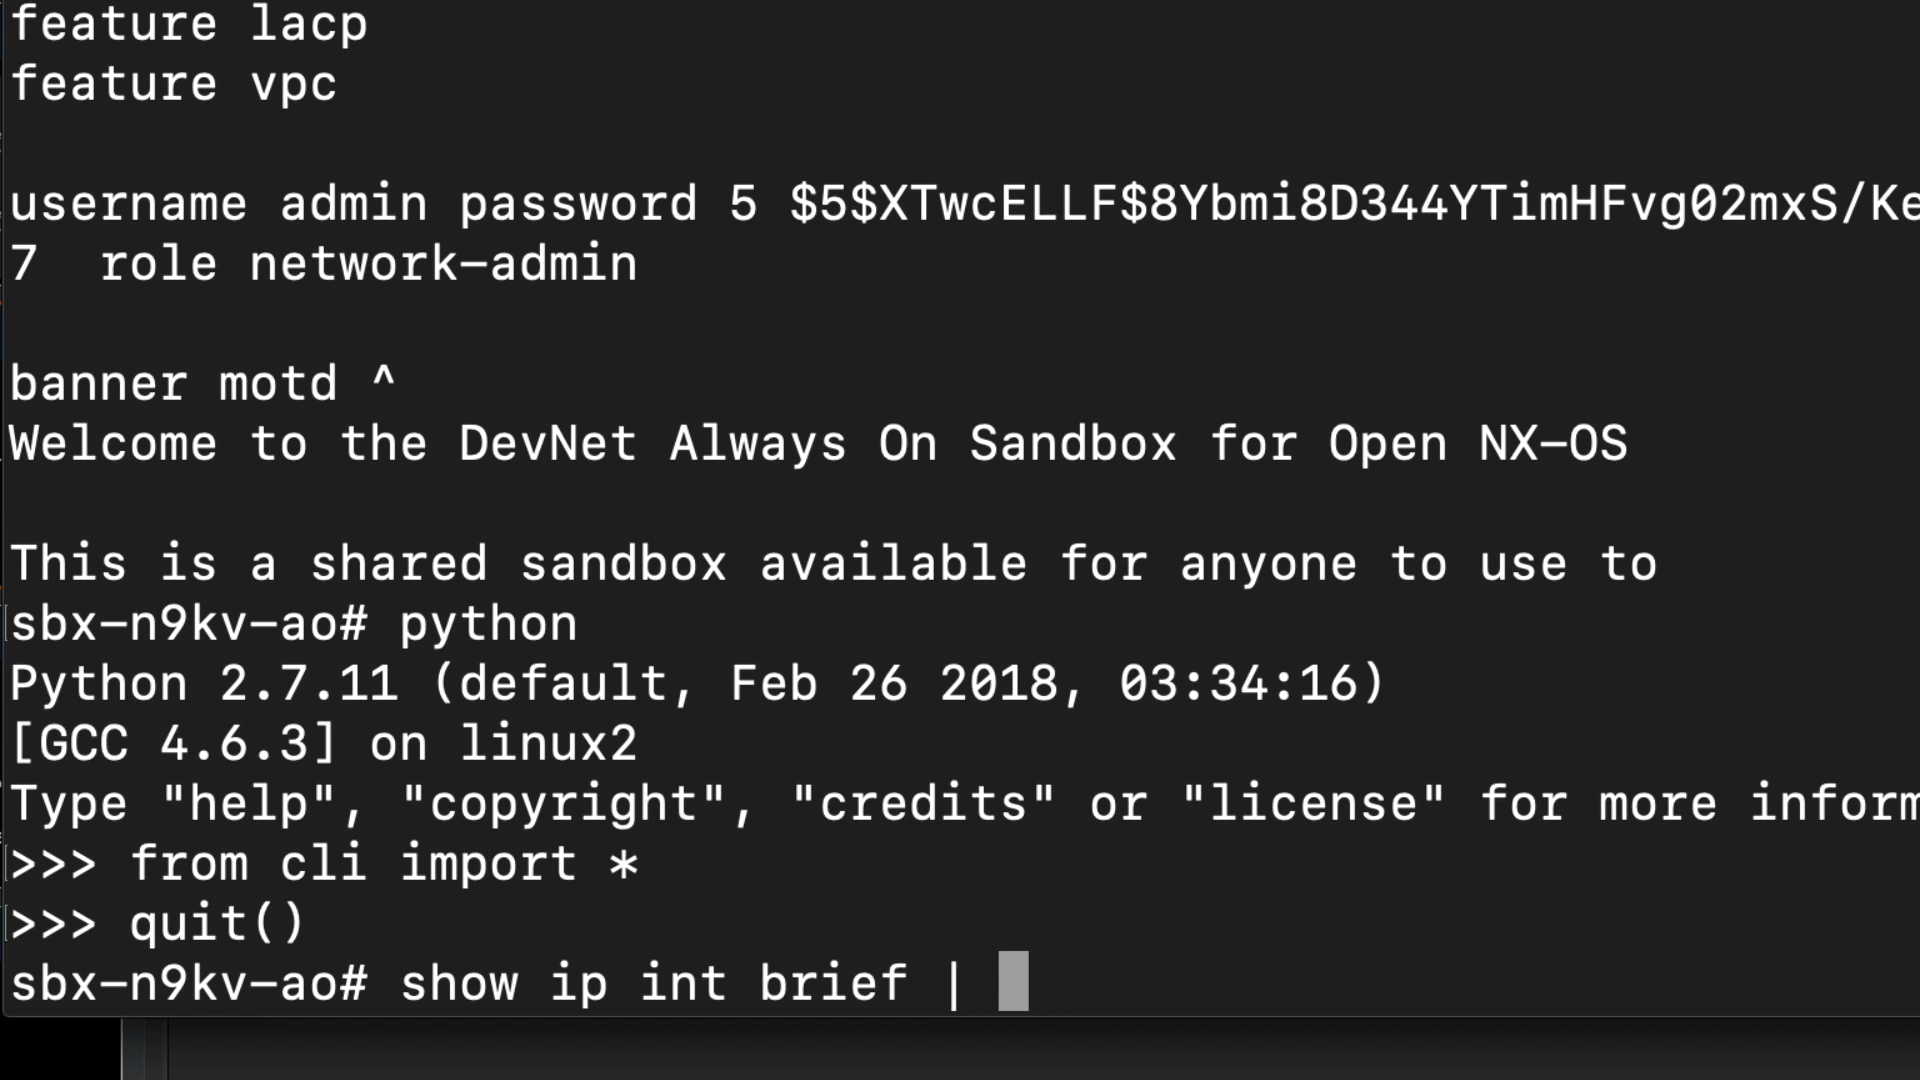 feature lacp
feature vpc
username admin password 5 $5$XTwcELLF$8Ybmi8D344YTimHFvg02mxS/Ke
7  role network-admin
banner motd ^
Welcome to the DevNet Always On Sandbox for Open NX-OS
This is a shared sandbox available for anyone to use to
sbx-n9kv-ao# python
Python 2.7.11 (default, Feb 26 2018, 03:34:16)
[GCC 4.6.3] on linux2
Type "help", "copyright", "credits" or "license" for more inform
>>> from cli import *
>>> quit()
sbx-n9kv-ao# show ip int brief |